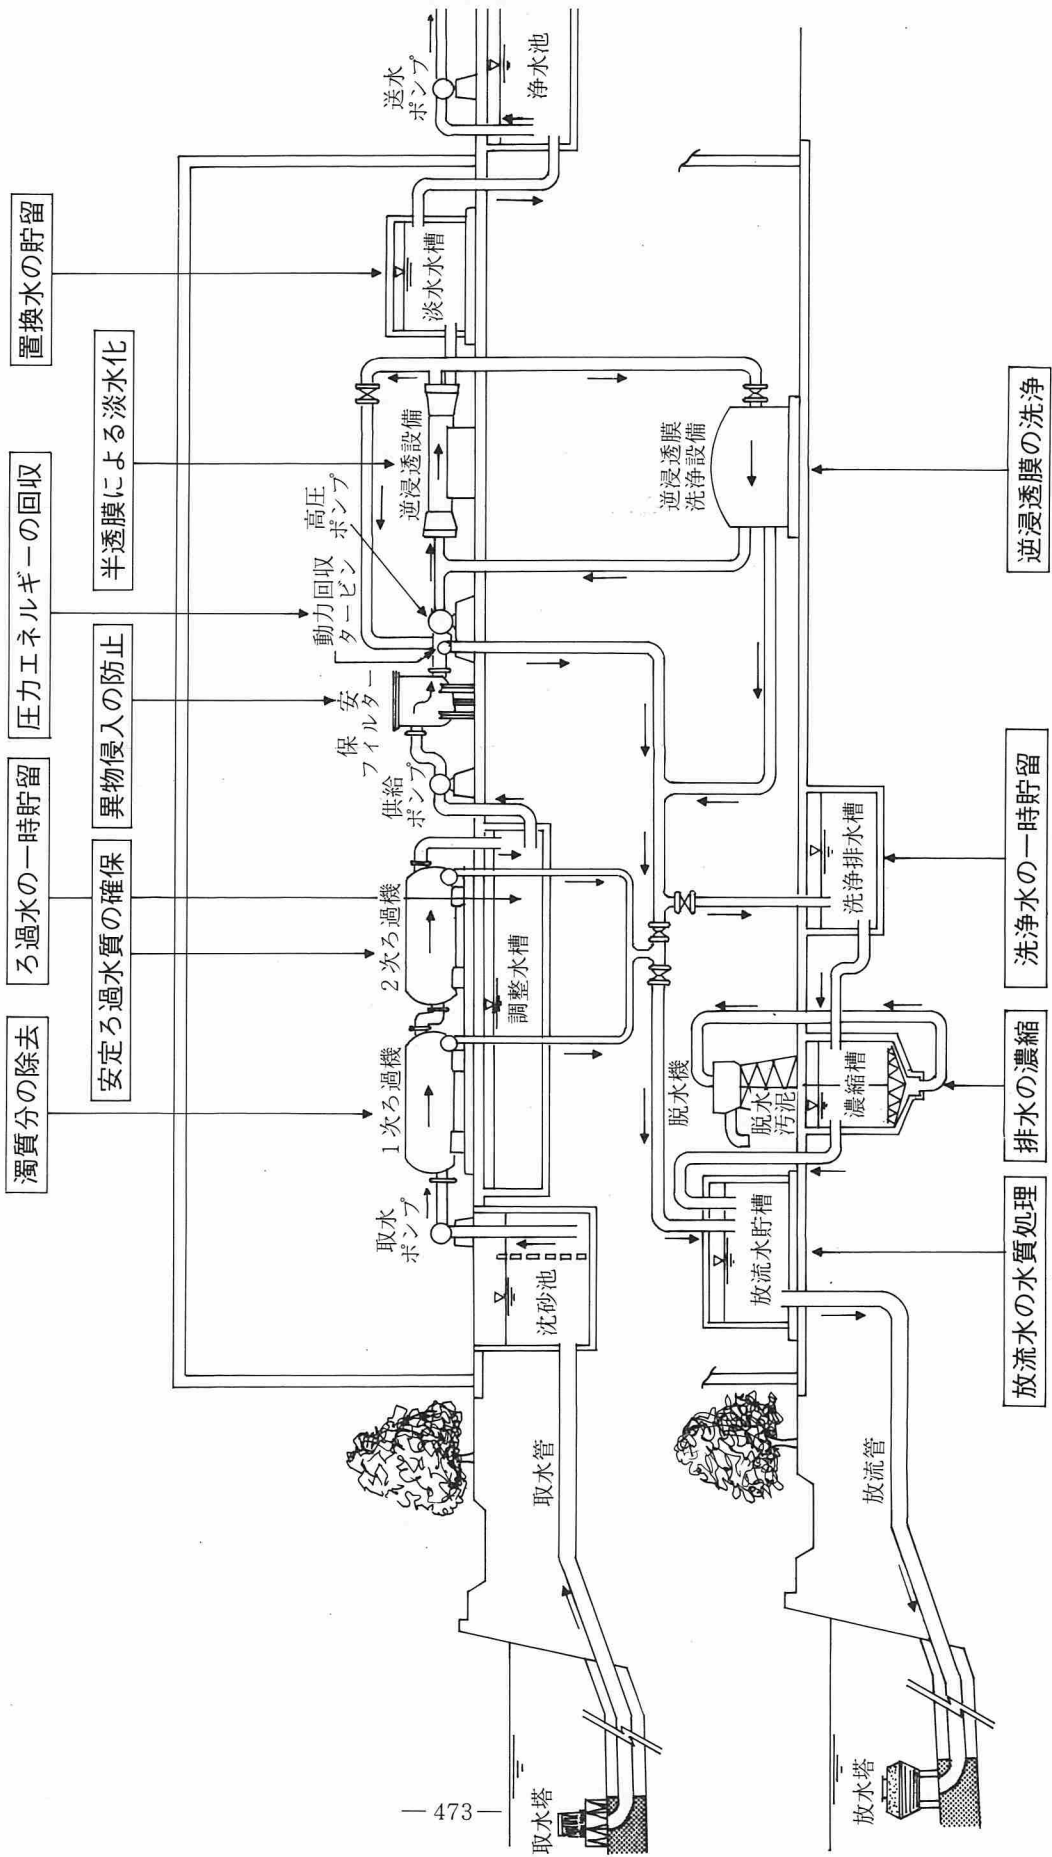 濁質分の除去
ろ過水の一時貯留
安定ろ過水質の確保
異物侵入の防止
圧力エネルギーの回収
半透膜による淡水化
置換水の貯留
取水
ポンプ
1次ろ過機
2次ろ過機
供給
ポンプ
保安
フィルター
動力回収
タービン
高圧
ポンプ
逆浸透設備
淡水水槽
送水
ポンプ
浄水池
調整水槽
沈砂池
取水管
取水塔
逆浸透膜
洗浄設備
脱水機
脱水
汚泥
濃縮槽
洗浄排水槽
放流水貯槽
放流管
放水塔
放流水の水質処理
排水の濃縮
洗浄水の一時貯留
逆浸透膜の洗浄
— 473 —